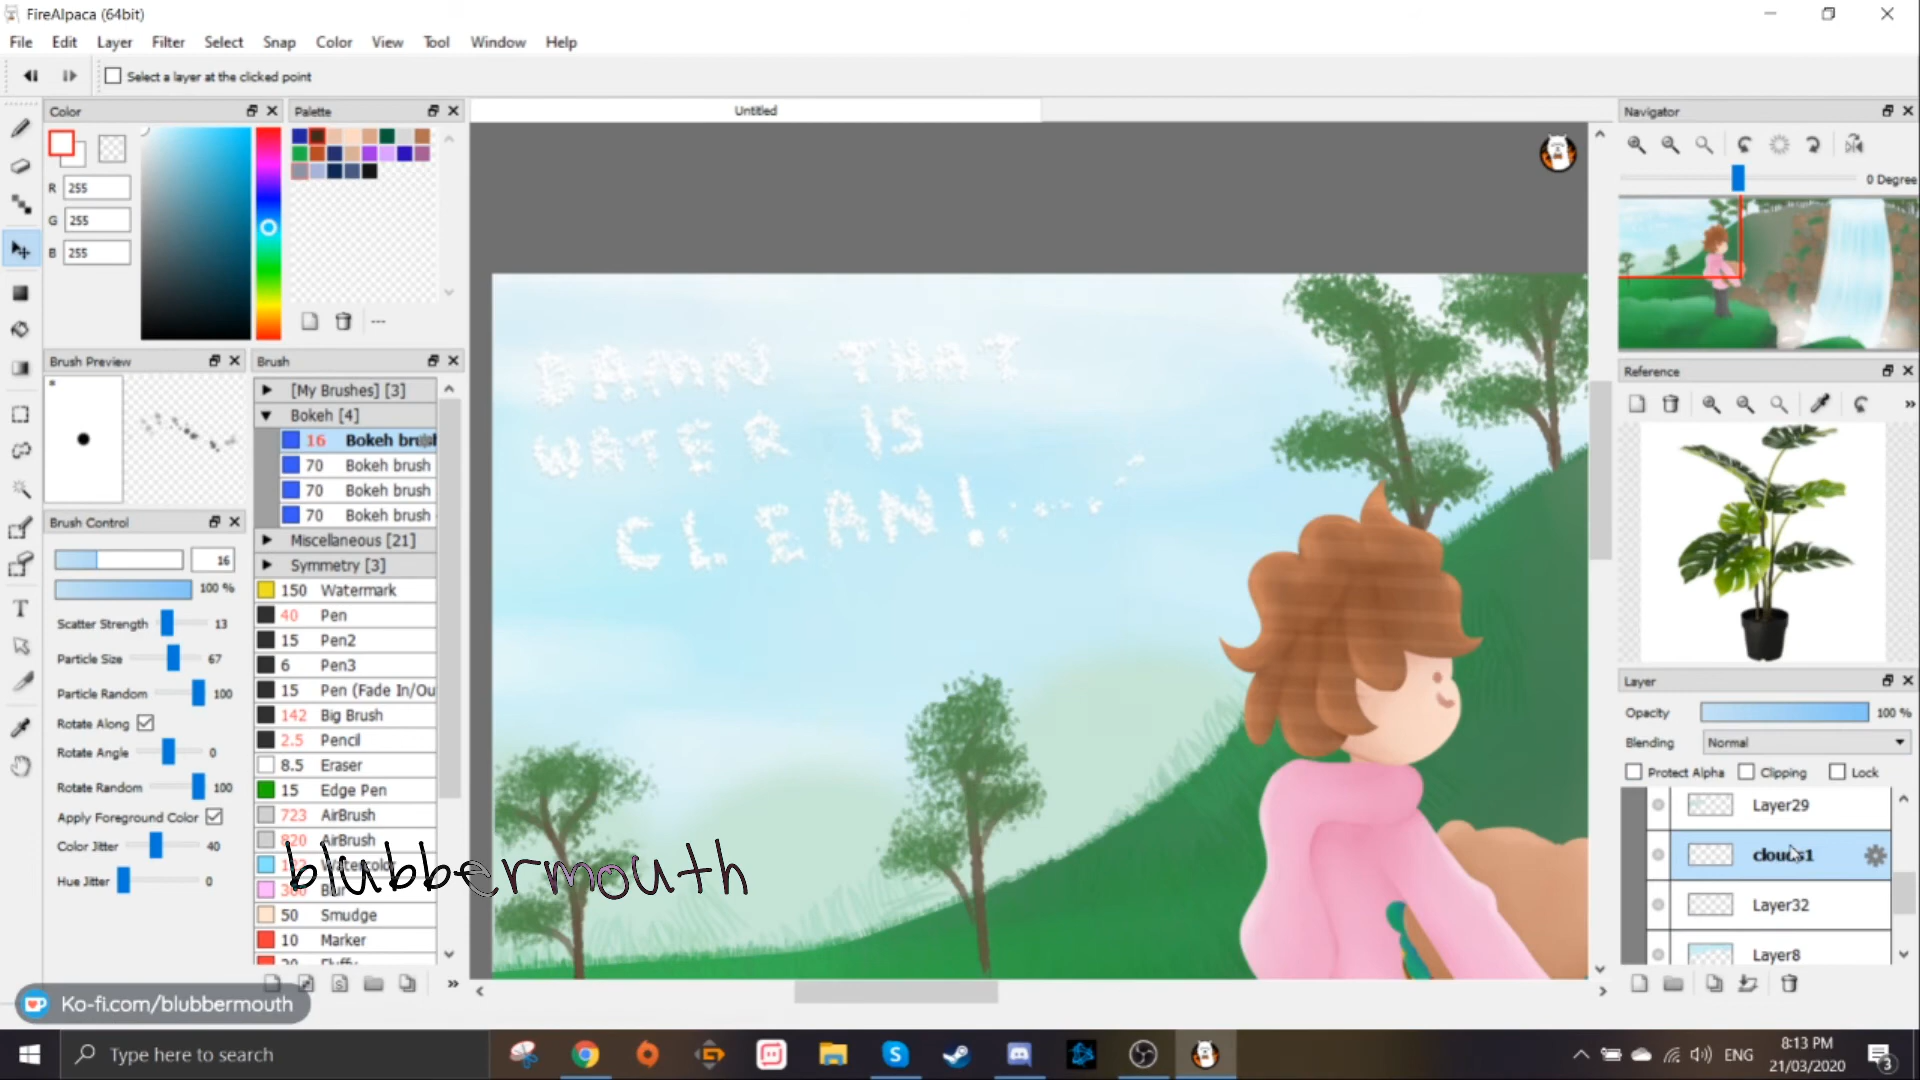 FireAlpaca (64bit)
File Edit Layer Filter Select Snap Color View Tool Window Help
Select a layer at the clicked point
Color
R 255
G 255
B 255
Palette
Brush Preview
Brush Control
16
100 %
Scatter Strength 13
Particle Size 67
Particle Random 100
Rotate Along
Rotate Angle 0
Rotate Random 100
Apply Foreground Color
Color Jitter 40
Hue Jitter 0
Brush
[My Brushes] [3]
Bokeh [4]
16 Bokeh
70 Bokeh brush
70 Bokeh brush
70 Bokeh brush
Miscellaneous [21]
Symmetry [3]
150 Watermark
40 Pen
15 Pen2
6 Pen3
15 Pen (Fade In/Ou
142 Big Brush
2.5 Pencil
8.5 Eraser
15 Edge Pen
723 AirBrush
820 AirBrush
Watercolor
Blur
50 Smudge
10 Marker
Untitled
DAMN THAT
WATER IS
CLEAN!....
blubbermouth
Ko-fi.com/blubbermouth
Navigator
0 Degree
Reference
Layer
Opacity 100 %
Blending Normal
Protect Alpha Clipping Lock
Layer29
clouds1
Layer32
Layer8
Type here to search
ENG
8:13 PM
21/03/2020
3